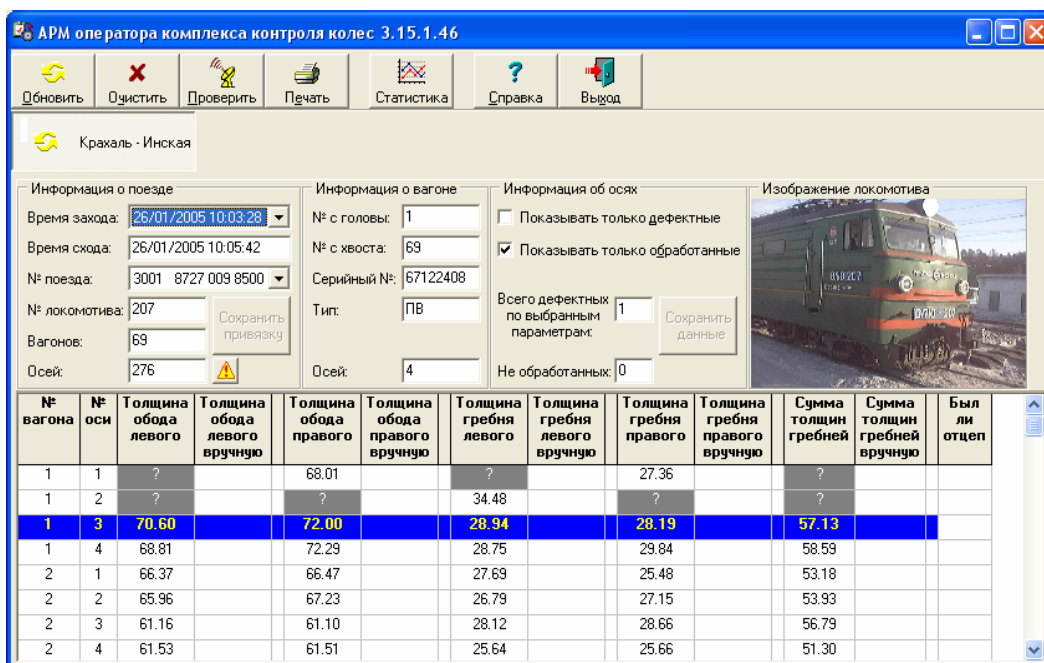 АРМ оператора комплекса контроля колес 3.15.1.46
Обновить Очистить Проверить Печать Статистика Справка Выход
Крахаль - Инская
Информация о поезде
Время захода: 26/01/2005 10:03:28
Время схода: 26/01/2005 10:05:42
№ поезда: 3001 8727 009 8500
№ локомотива: 207
Вагонов: 69
Осей: 276
Сохранить привязку
Информация о вагоне
№ с головы: 1
№ с хвоста: 69
Серийный №: 67122408
Тип: ПВ
Осей: 4
Информация об осях
Показывать только дефектные
Показывать только обработанные
Всего дефектных
по выбранным
параметрам:
1
Сохранить
данные
Не обработанных: 0
Изображение локомотива
№ вагона № оси Толщина обода левого Толщина обода левого вручную Толщина обода правого Толщина обода правого вручную Толщина гребня левого Толщина гребня левого вручную Толщина гребня правого Толщина гребня правого вручную Сумма толщин гребней Сумма толщин гребней вручную Был ли отцеп
1 1 ? 68.01 ? 27.36 ?
1 2 ? ? 34.48 ? ?
1 3 70.60 72.00 28.94 28.19 57.13
1 4 68.81 72.29 28.75 29.84 58.59
2 1 66.37 66.47 27.69 25.48 53.18
2 2 65.96 67.23 26.79 27.15 53.93
2 3 61.16 61.10 28.12 28.66 56.79
2 4 61.53 61.51 25.64 25.66 51.30